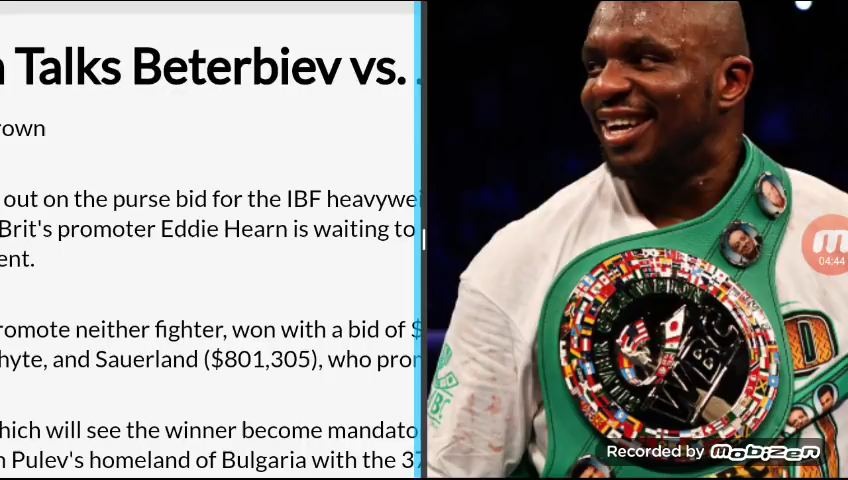 Talks Beterbiev vs.
rown
out on the purse bid for the IBF heavywei
Brit's promoter Eddie Hearn is waiting to
ent.
romote neither fighter, won with a bid of $
hyte, and Sauerland ($801,305), who pro
hich will see the winner become mandato
n Pulev's homeland of Bulgaria with the 37
04:44
WBC
Recorded by Mobizen